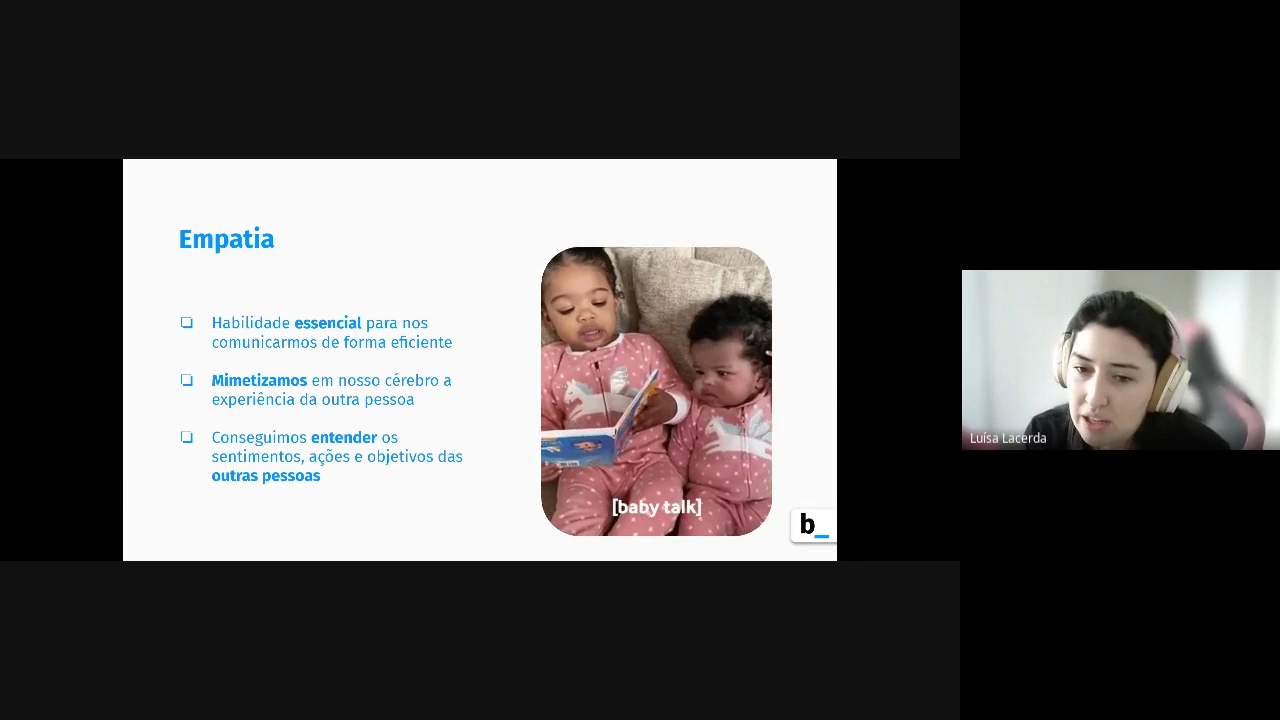 Empatia
❏ Habilidade essencial para nos
comunicarmos de forma eficiente
❏ Mimetizamos em nosso cérebro a
experiência da outra pessoa
❏ Conseguimos entender os
sentimentos, ações e objetivos das
outras pessoas
[baby talk]
b_
Luísa Lacerda